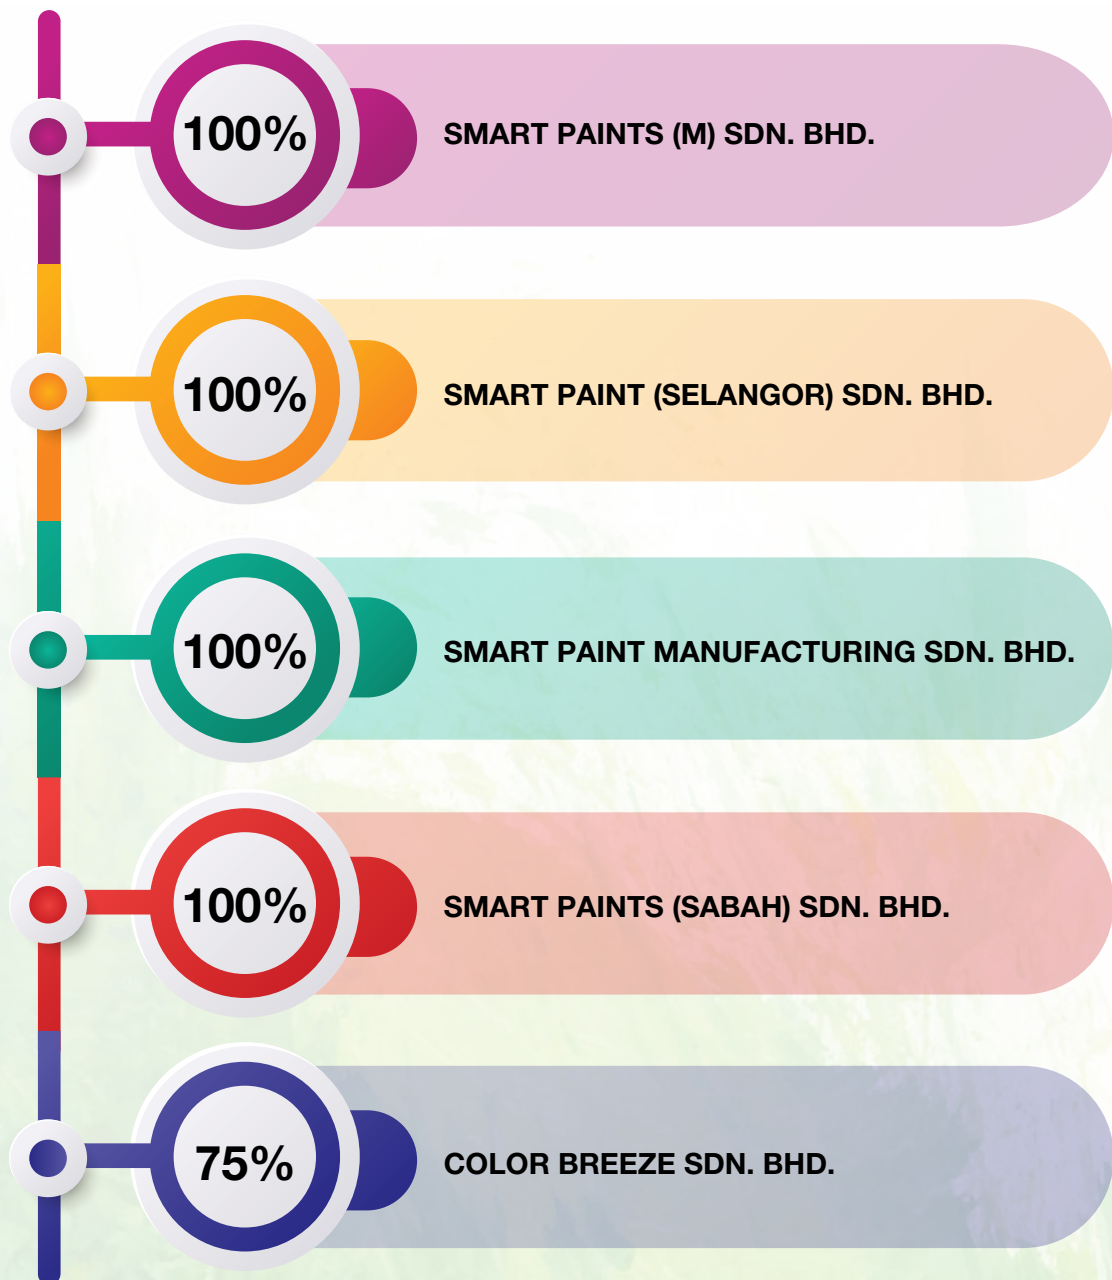 100%
SMART PAINTS (M) SDN. BHD.
100%
SMART PAINT (SELANGOR) SDN. BHD.
100%
SMART PAINT MANUFACTURING SDN. BHD.
100%
SMART PAINTS (SABAH) SDN. BHD.
75%
COLOR BREEZE SDN. BHD.